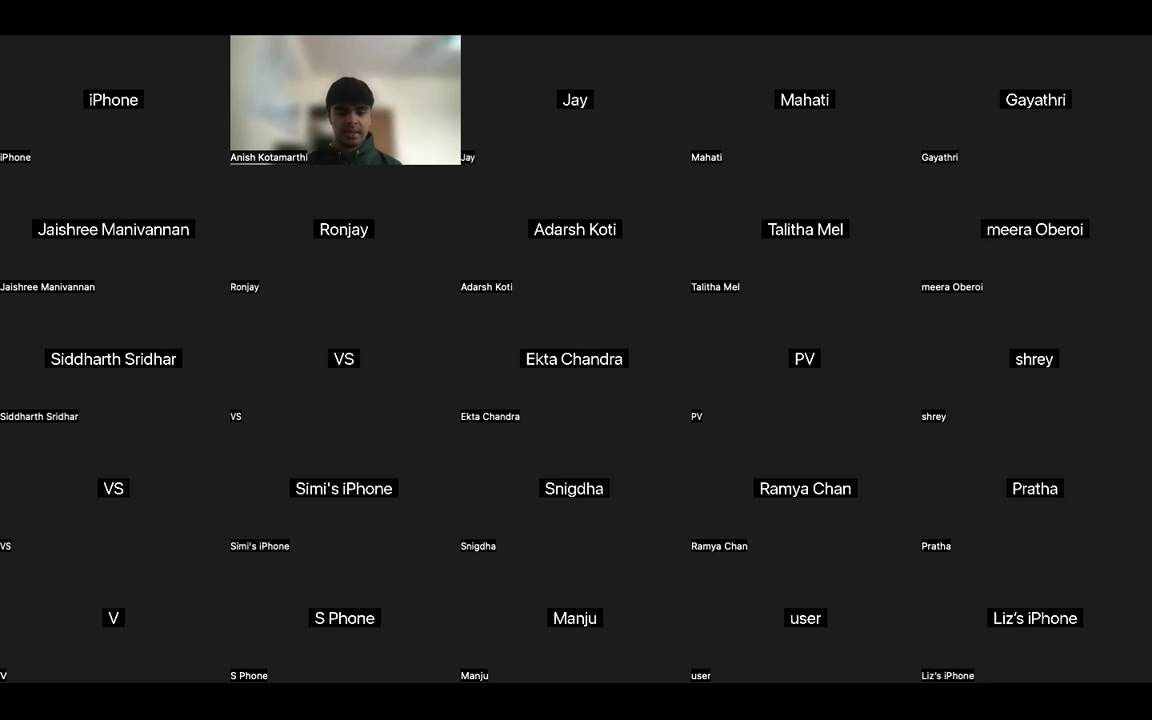 iPhone
iPhone
Anish Kotamarthi
Jay
Jay
Mahati
Mahati
Gayathri
Gayathri
Jaishree Manivannan
Jaishree Manivannan
Ronjay
Ronjay
Adarsh Koti
Adarsh Koti
Talitha Mel
Talitha Mel
meera Oberoi
meera Oberoi
Siddharth Sridhar
Siddharth Sridhar
VS
VS
Ekta Chandra
Ekta Chandra
PV
PV
shrey
shrey
VS
VS
Simi's iPhone
Simi's iPhone
Snigdha
Snigdha
Ramya Chan
Ramya Chan
Pratha
Pratha
V
V
S Phone
S Phone
Manju
Manju
user
user
Liz’s iPhone
Liz’s iPhone